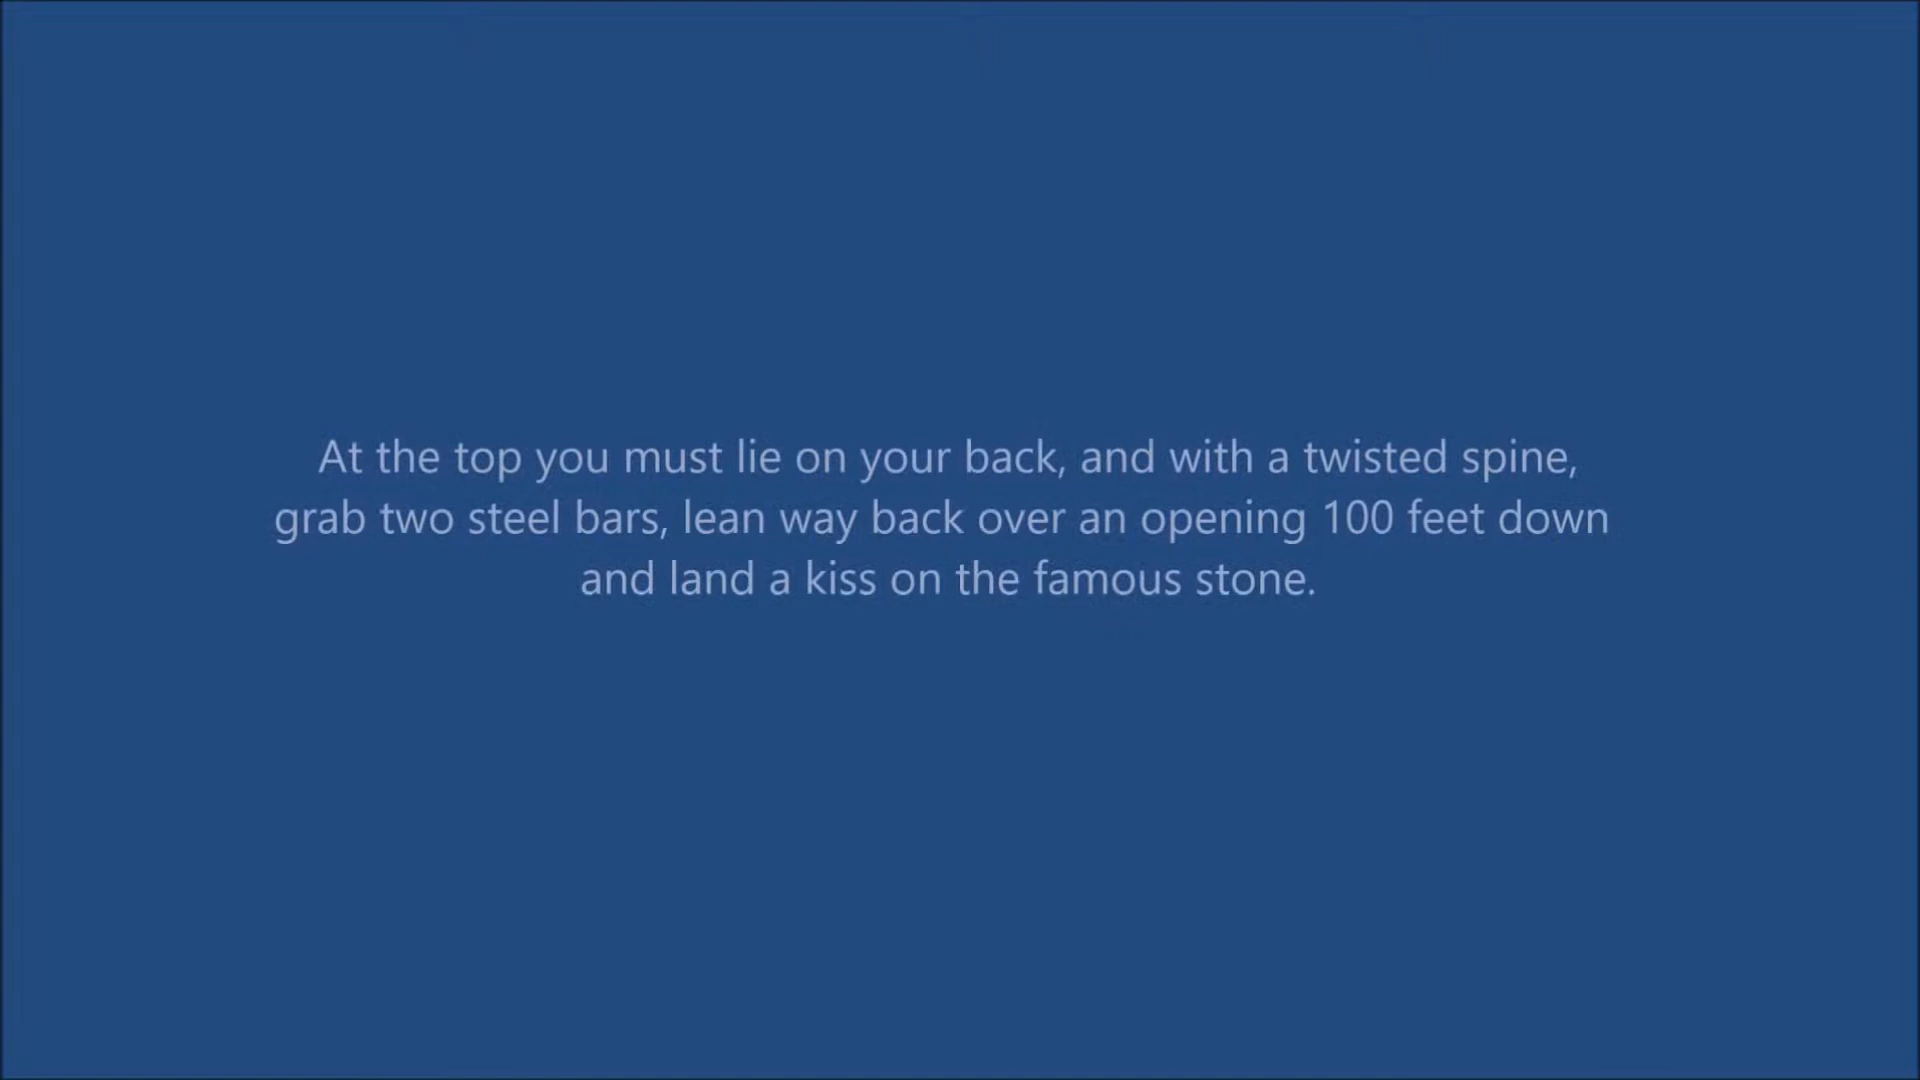 At the top you must lie on your back, and with a twisted spine,
grab two steel bars, lean way back over an opening 100 feet down
and land a kiss on the famous stone.